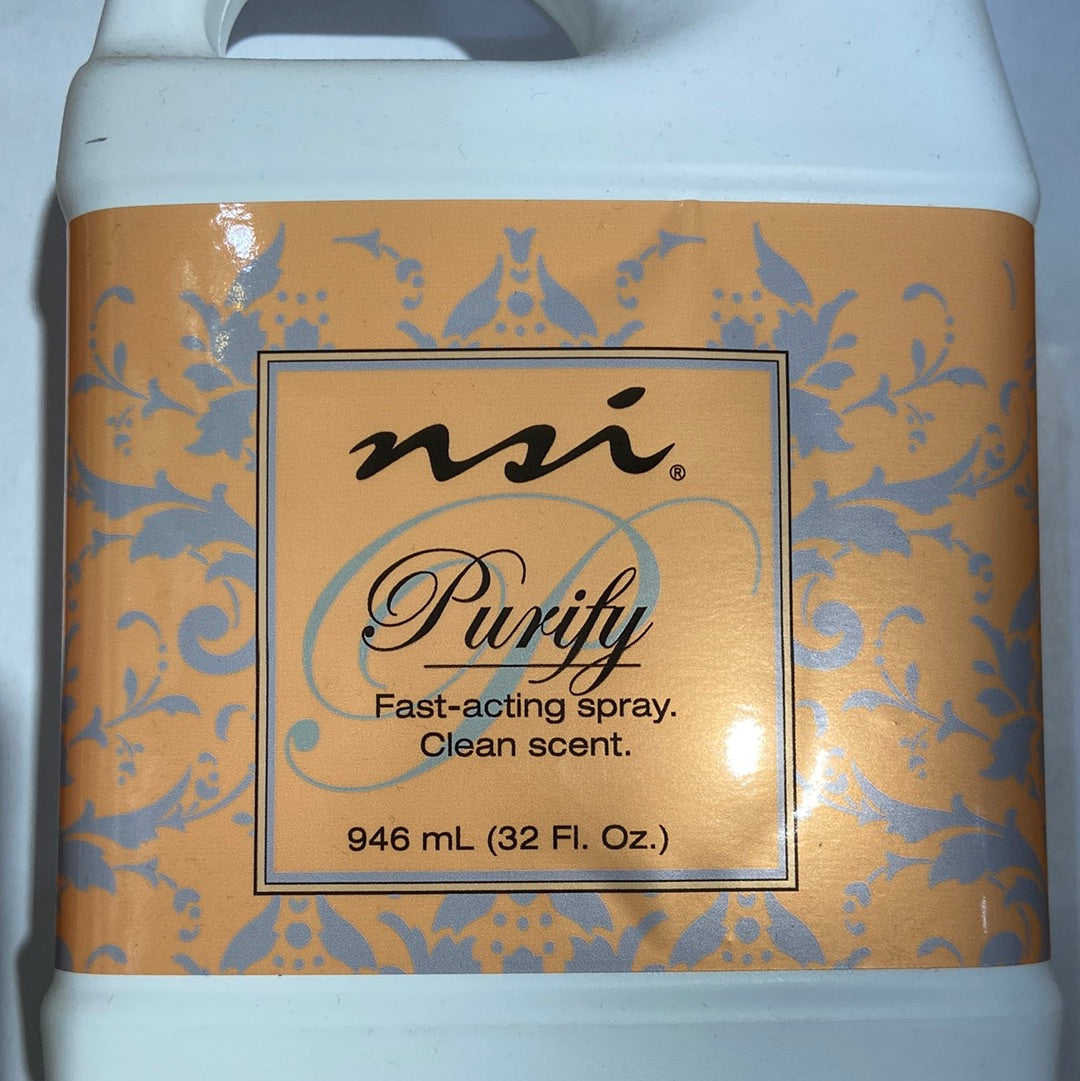 nsi®
Purify
Fast-acting spray.
Clean scent.
946 mL (32 Fl. Oz.)